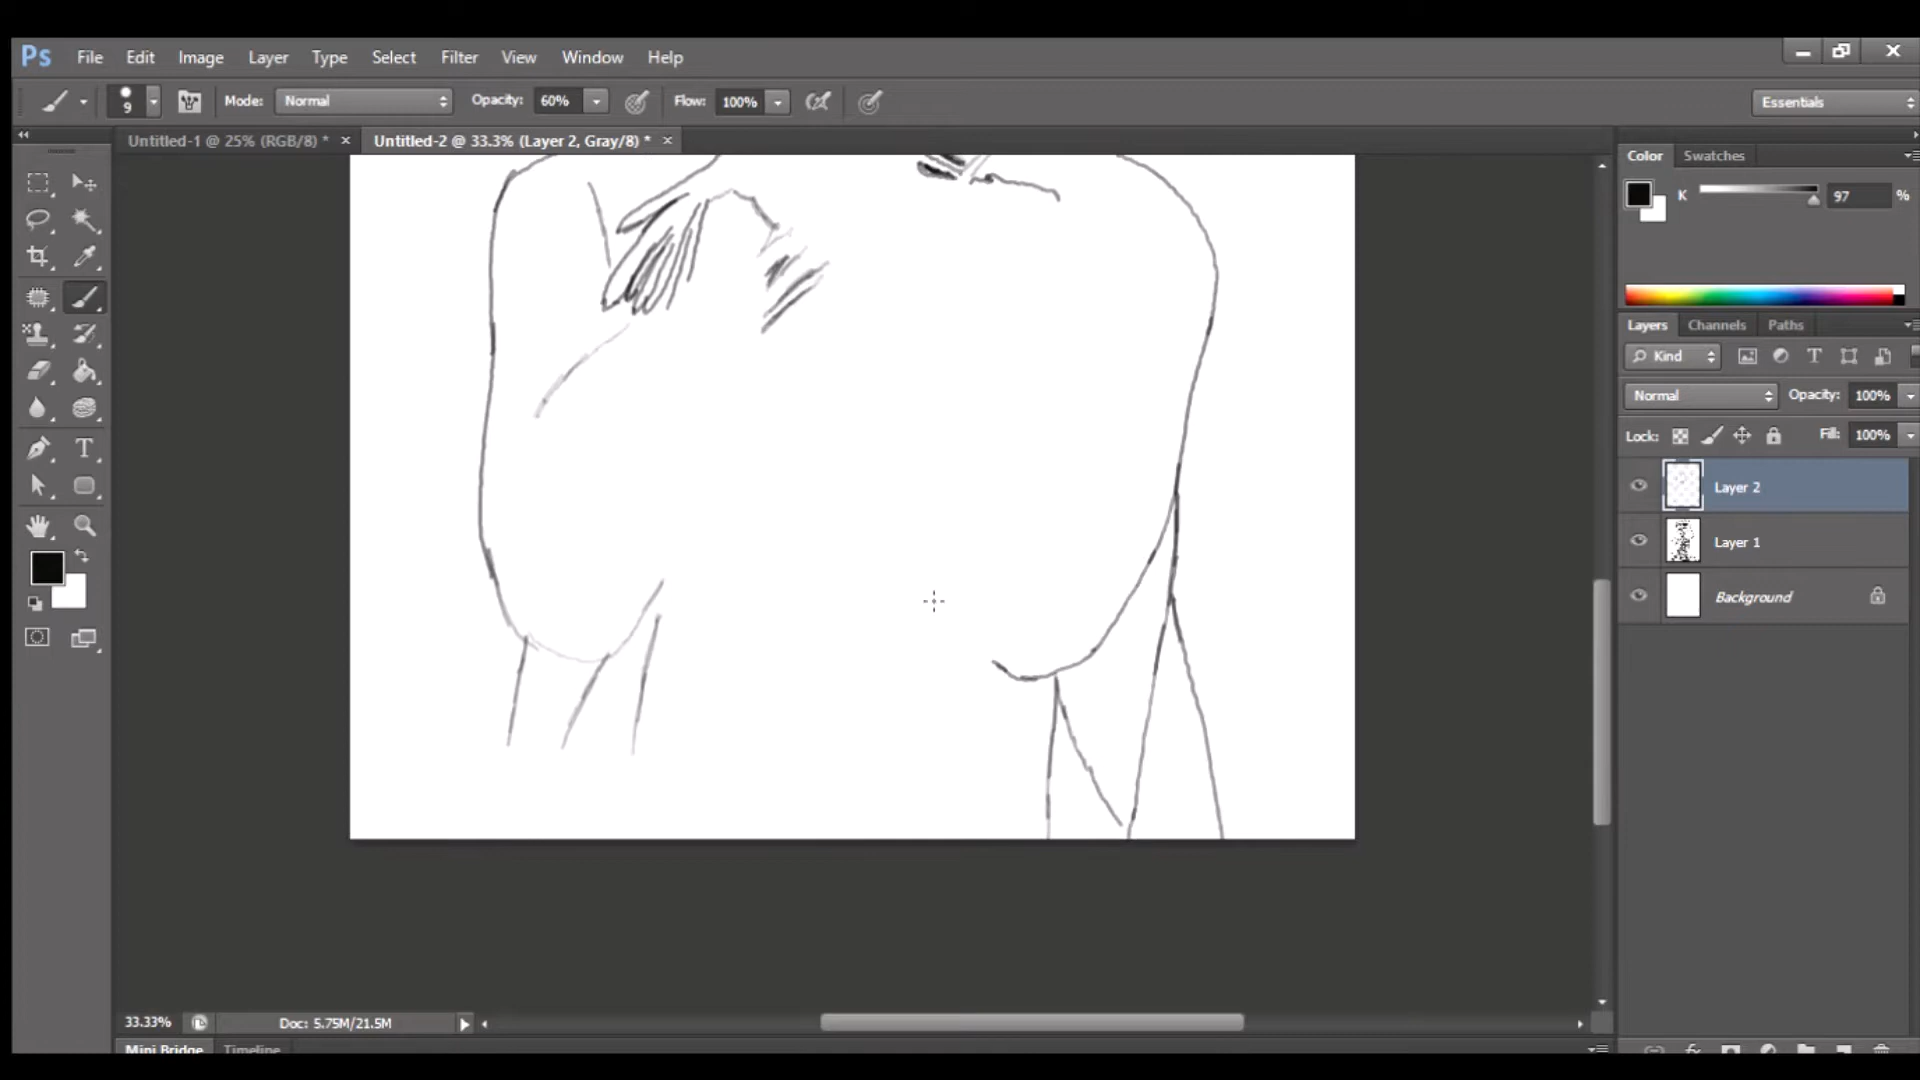 Ps File Edit Image Layer Type Select Filter View Window Help
9 Mode: Normal Opacity: 60% Flow: 100% Essentials
Untitled-1 @ 25% (RGB/8) * × Untitled-2 @ 33.3% (Layer 2, Gray/8) * ×
Color Swatches
K 97 %
Layers Channels Paths
Kind T
Normal Opacity: 100%
Lock: Fill: 100%
T
Layer 2
Layer 1
Background
33.33% Doc: 5.75M/21.5M
Mini Bridge Timeline
fx